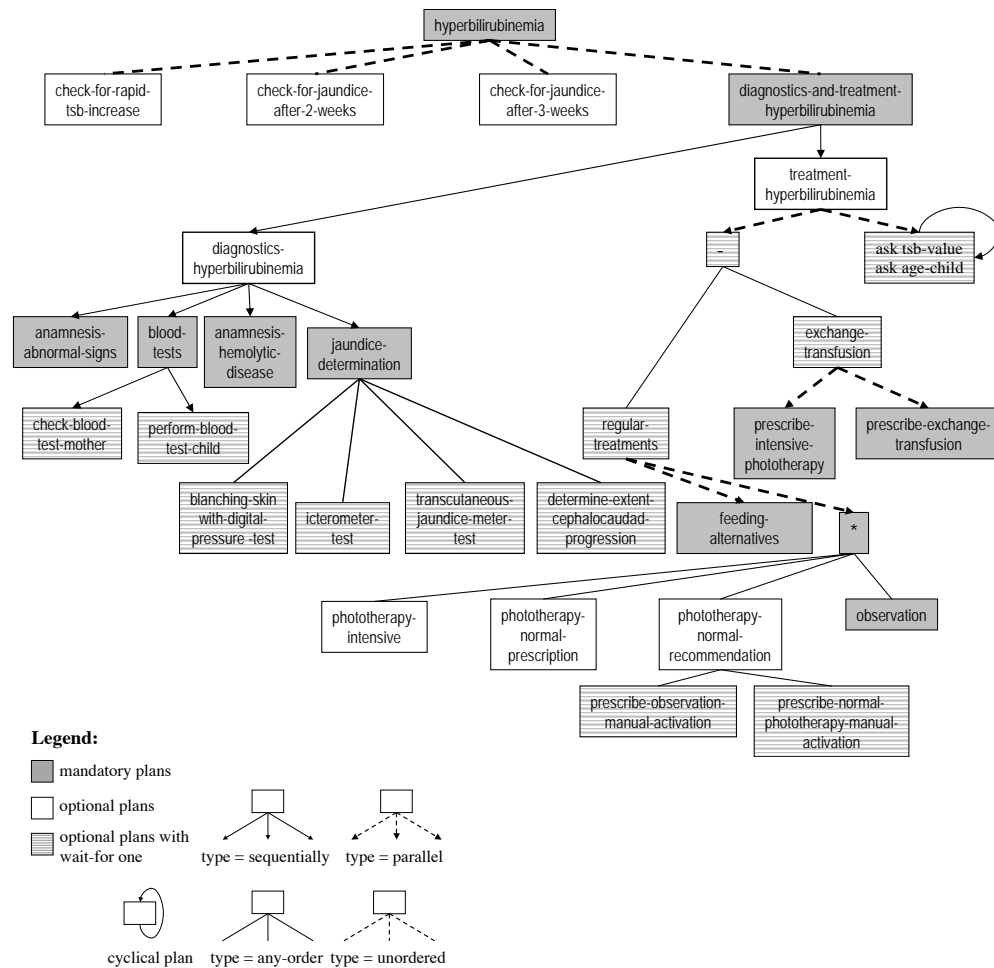 hyperbilirubinemia
check-for-rapid-
tsb-increase
check-for-jaundice-
after-2-weeks
check-for-jaundice-
after-3-weeks
diagnostics-and-treatment-
hyperbilirubinemia
treatment-
hyperbilirubinemia
diagnostics-
hyperbilirubinemia
-
ask tsb-value
ask age-child
anamnesis-
abnormal-signs
blood-
tests
anamnesis-
hemolytic-
disease
jaundice-
determination
exchange-
transfusion
check-blood-
test-mother
perform-blood-
test-child
regular-
treatments
prescribe-
intensive-
phototherapy
prescribe-exchange-
transfusion
blanching-skin
with-digital-
pressure -test
icterometer-
test
transcutaneous-
jaundice-meter-
test
determine-extent-
cephalocaudad-
progression
feeding-
alternatives
*
phototherapy-
intensive
phototherapy-
normal-
prescription
phototherapy-
normal-
recommendation
observation
prescribe-observation-
manual-activation
prescribe-normal-
phototherapy-manual-
activation
Legend:
mandatory plans
optional plans
optional plans with
wait-for one
type = sequentially
type = parallel
cyclical plan
type = any-order
type = unordered